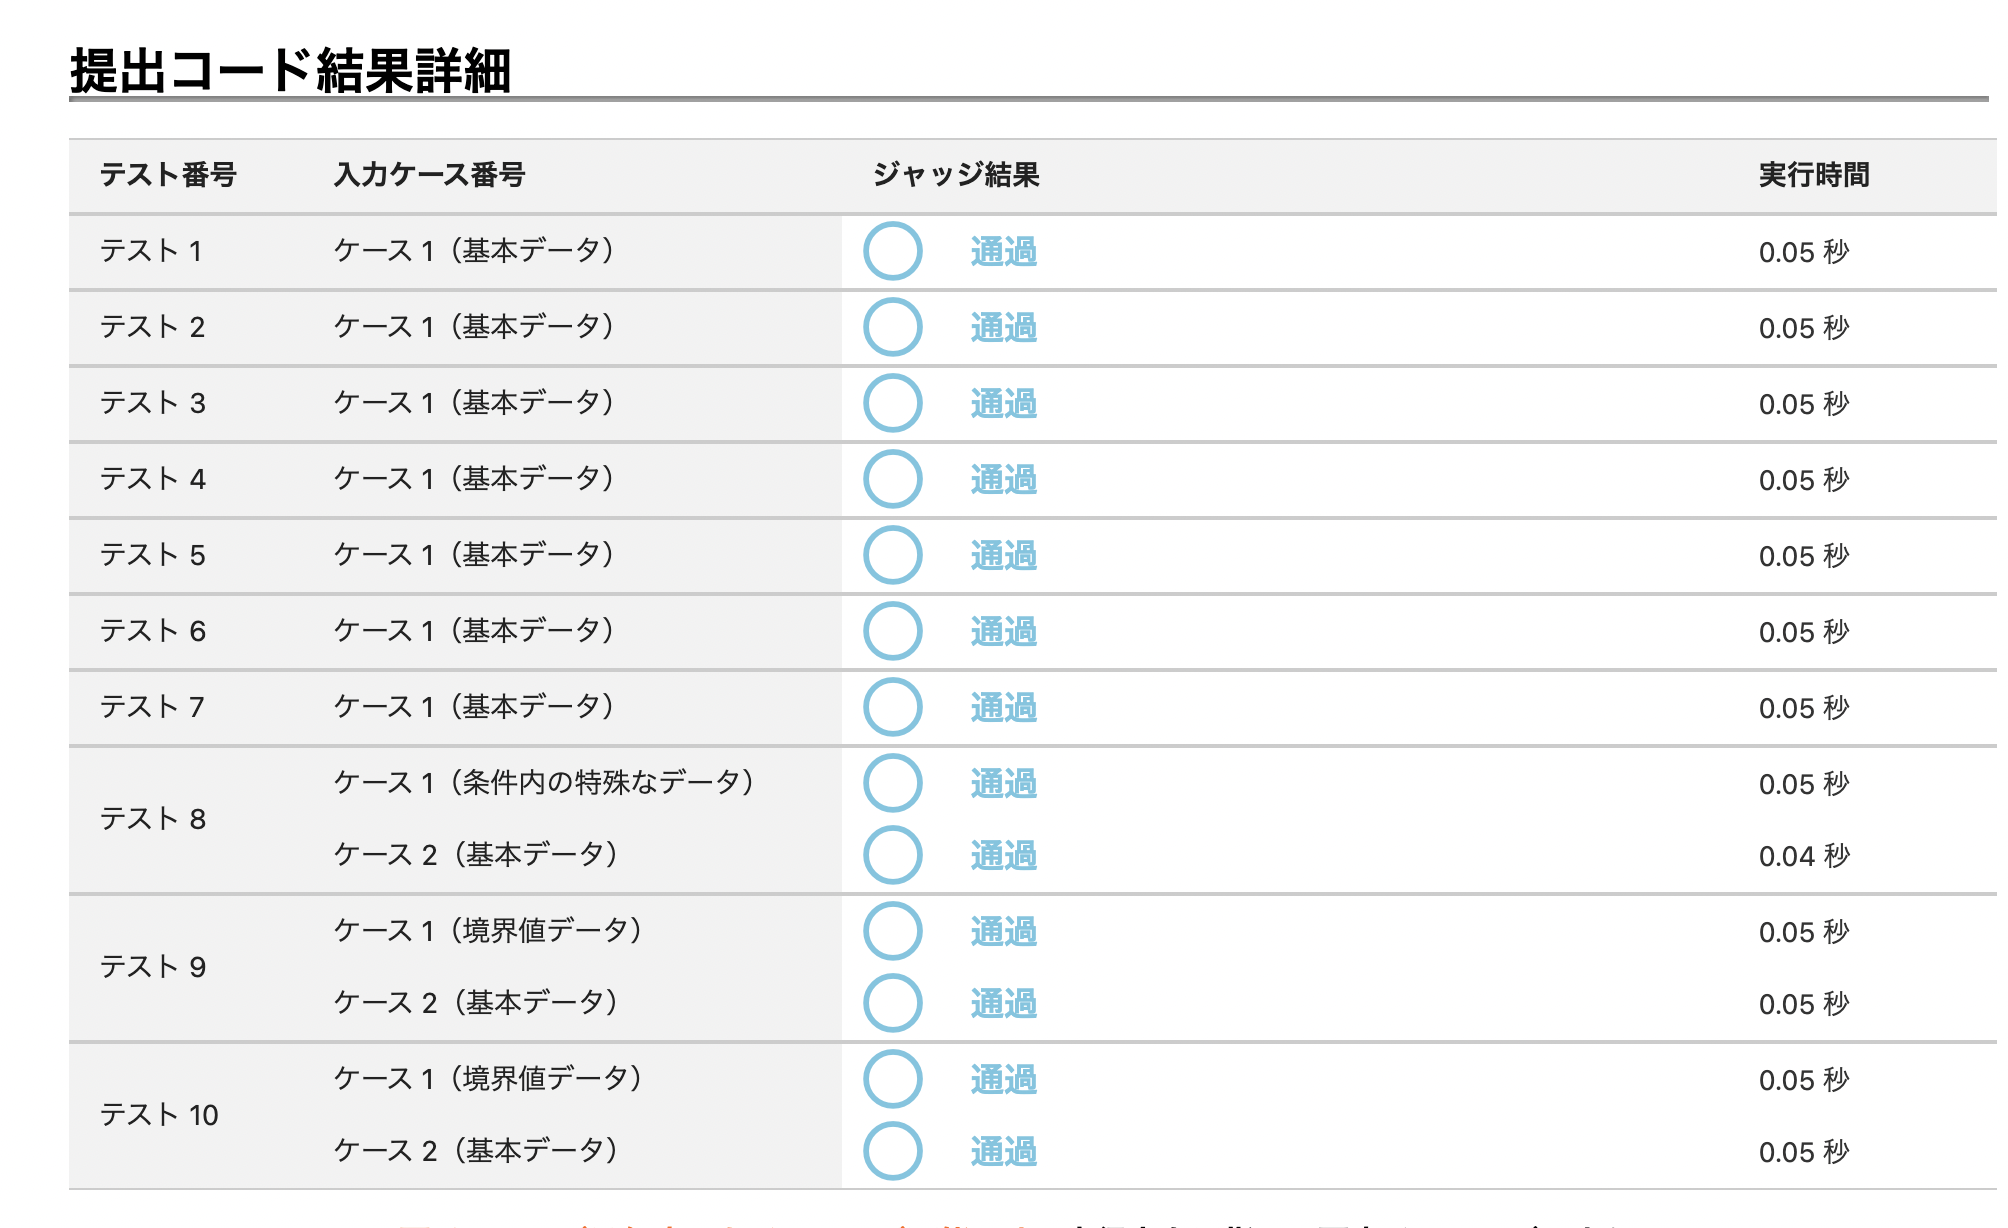 提出コード結果詳細
テスト番号 入力ケース番号 ジャッジ結果 実行時間
テスト 1 ケース 1（基本データ） 通過 0.05 秒
テスト 2 ケース 1（基本データ） 通過 0.05 秒
テスト 3 ケース 1（基本データ） 通過 0.05 秒
テスト 4 ケース 1（基本データ） 通過 0.05 秒
テスト 5 ケース 1（基本データ） 通過 0.05 秒
テスト 6 ケース 1（基本データ） 通過 0.05 秒
テスト 7 ケース 1（基本データ） 通過 0.05 秒
テスト 8
ケース 1（条件内の特殊なデータ） 通過 0.05 秒
ケース 2（基本データ） 通過 0.04 秒
テスト 9
ケース 1（境界値データ） 通過 0.05 秒
ケース 2（基本データ） 通過 0.05 秒
テスト 10
ケース 1（境界値データ） 通過 0.05 秒
ケース 2（基本データ） 通過 0.05 秒